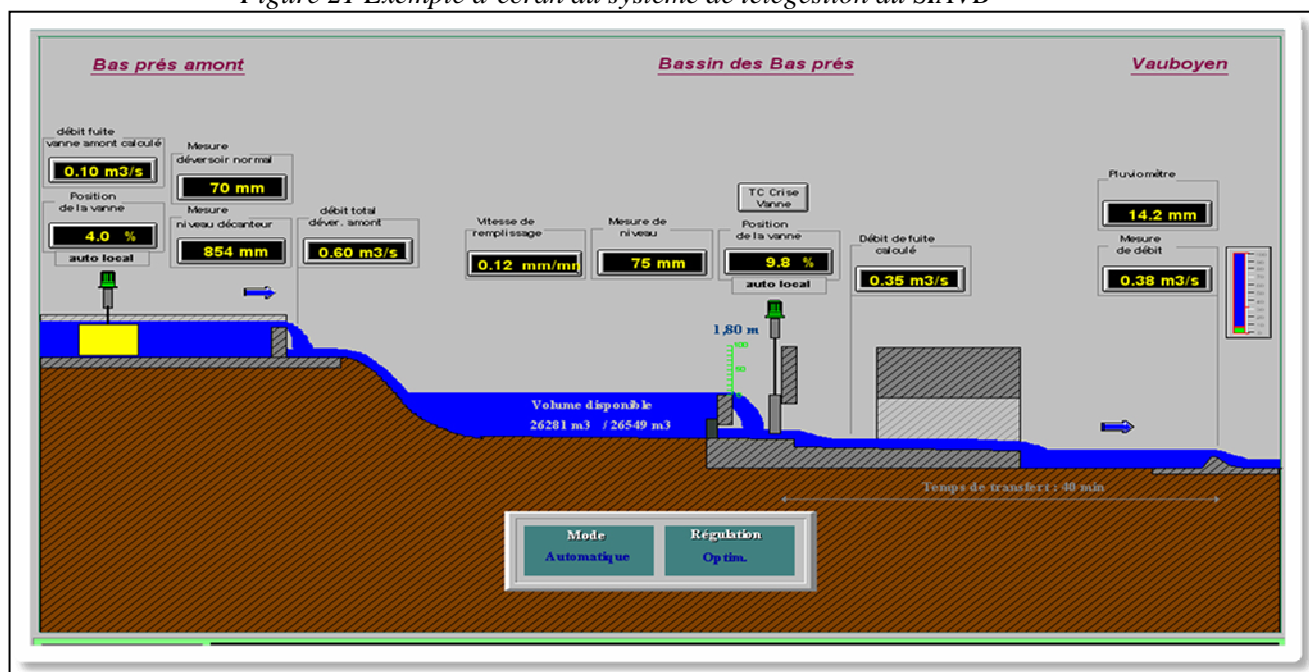 Figure 21 Exemple d'écran du système de télégestion du SIAVB
Bas prés amont
Bassin des Bas prés
Vauboyen
débit fuite
vanne amont calculé
0.10 m3/s
Mesure
déversoir normal
70 mm
Position
de la vanne
4.0 %
auto local
Mesure
niveau décanteur
854 mm
débit total
déver. amont
0.60 m3/s
Vitesse de
remplissage
0.12 mm/mn
Mesure de
niveau
75 mm
TC Crise
Vanne
Position
de la vanne
9.8 %
auto local
Débit de fuite
calculé
0.35 m3/s
Pluviomètre
14.2 mm
Mesure
de débit
0.38 m3/s
1,80 m
100
50
0
Volume disponible
26281 m3 / 26549 m3
Temps de transfert : 40 min
Mode
Automatique
Régulation
Optim.